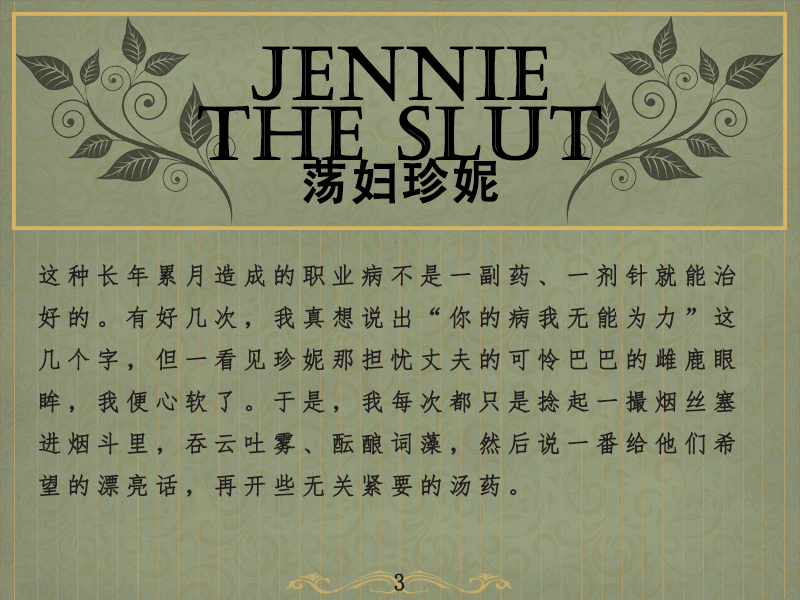 JENNIE
THE SLUT
荡妇珍妮
这种长年累月造成的职业病不是一副药、一剂针就能治
好的。有好几次，我真想说出“你的病我无能为力”这
几个字，但一看见珍妮那担忧丈夫的可怜巴巴的雌鹿眼
眸，我便心软了。于是，我每次都只是捻起一撮烟丝塞
进烟斗里，吞云吐雾、酝酿词藻，然后说一番给他们希
望的漂亮话，再开些无关紧要的汤药。
3